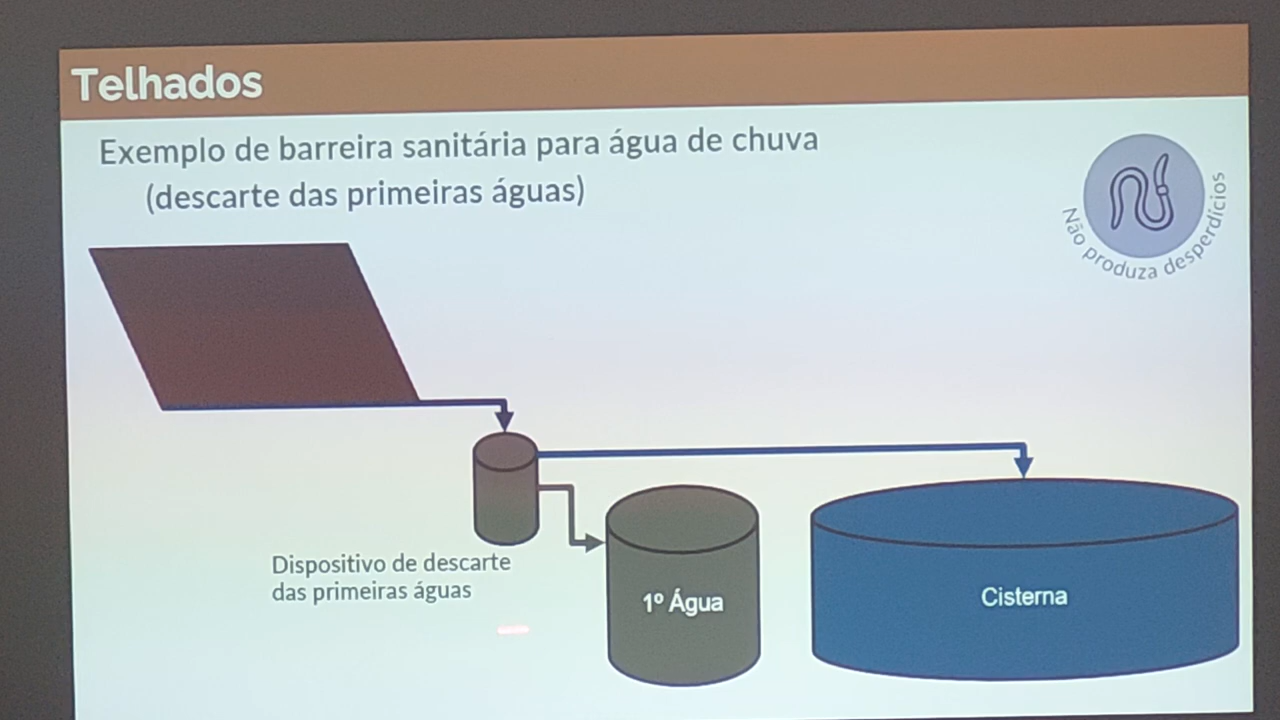 Telhados
Exemplo de barreira sanitária para água de chuva
(descarte das primeiras águas)
Não produza desperdícios
Dispositivo de descarte
das primeiras águas
1º Água
Cisterna